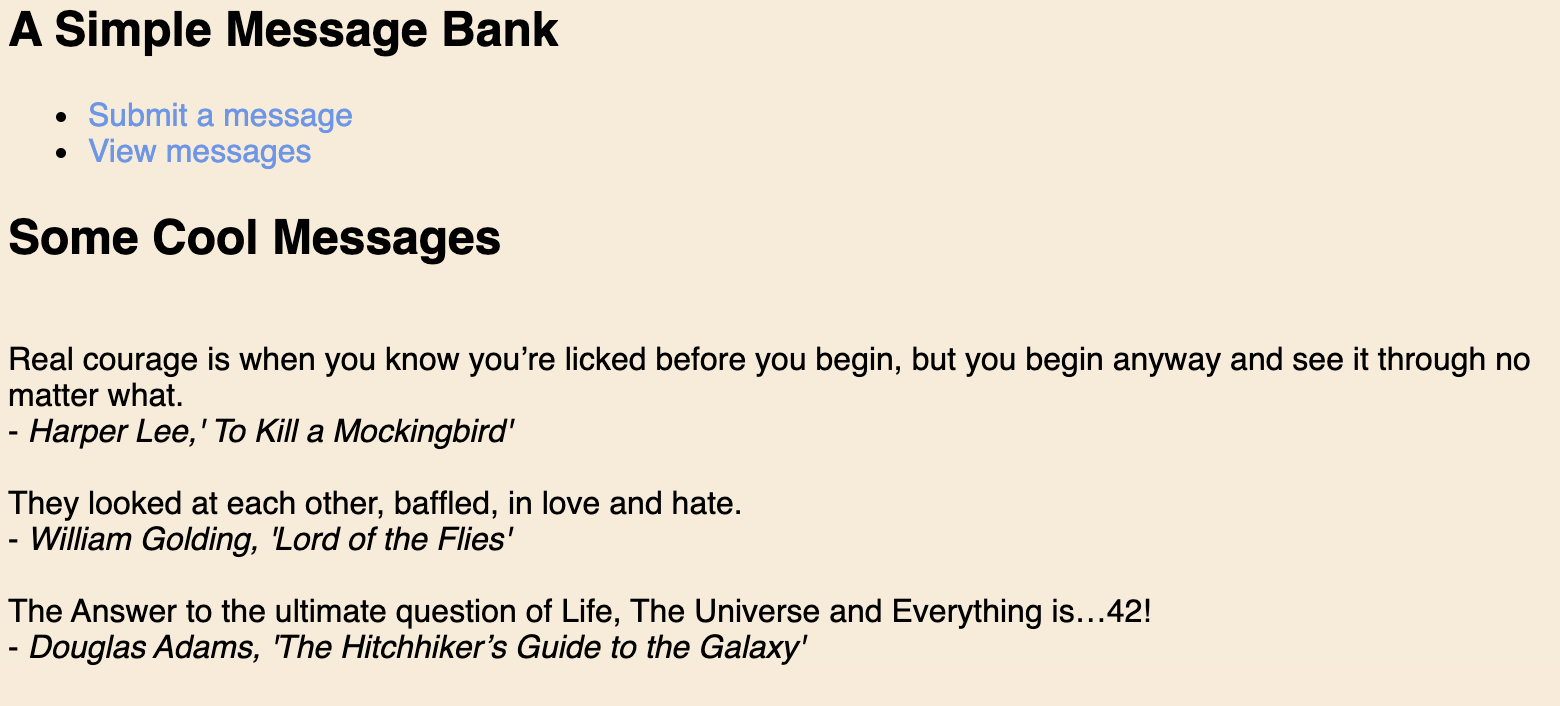 A Simple Message Bank
Submit a message
View messages
Some Cool Messages
Real courage is when you know you’re licked before you begin, but you begin anyway and see it through no
matter what.
- Harper Lee,' To Kill a Mockingbird'
They looked at each other, baffled, in love and hate.
- William Golding, 'Lord of the Flies'
The Answer to the ultimate question of Life, The Universe and Everything is…42!
- Douglas Adams, 'The Hitchhiker’s Guide to the Galaxy'